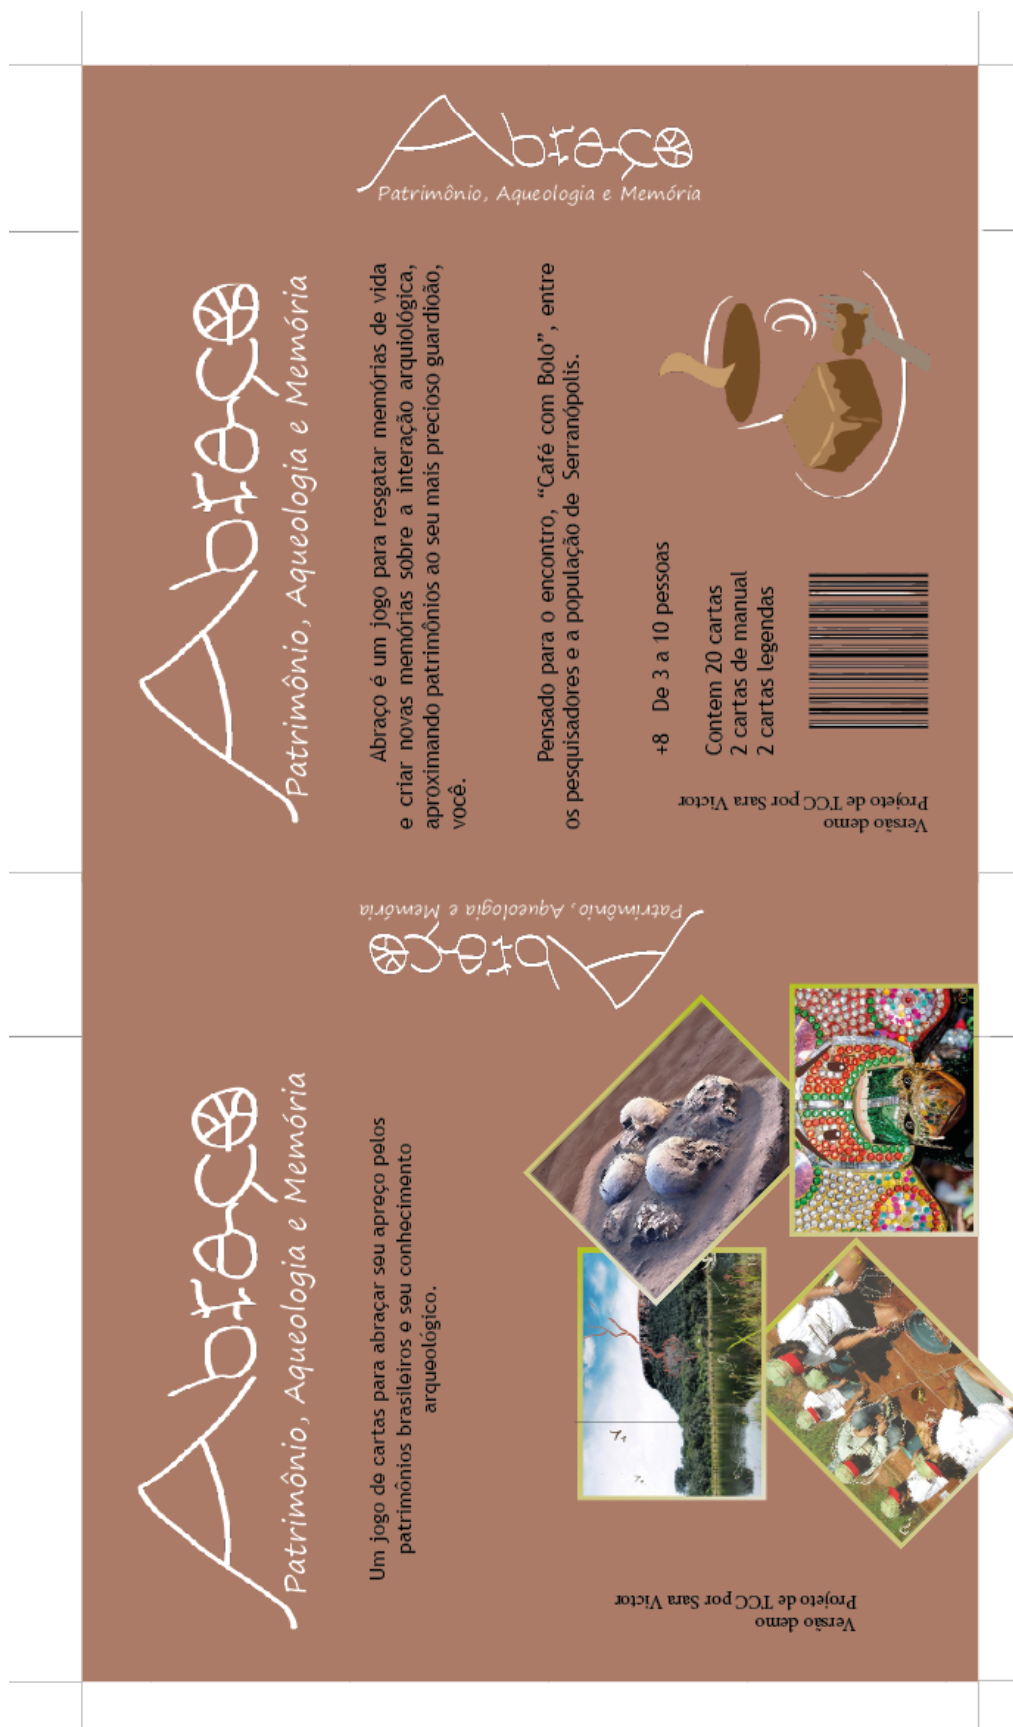 Abraço
Patrimônio, Aqueologia e Memória
Abraço
Patrimônio, Aqueologia e Memória
Abraço é um jogo para resgatar memórias de vida
e criar novas memórias sobre a interação arquiológica,
aproximando patrimônios ao seu mais precioso guardioão,
você.
Pensado para o encontro, “Café com Bolo”, entre
os pesquisadores e a população de Serranópolis.
+8 De 3 a 10 pessoas
Contem 20 cartas
2 cartas de manual
2 cartas legendas
Versão demo
Projeto de TCC por Sara Victor
Abraço
Patrimônio, Aqueologia e Memória
Abraço
Patrimônio, Aqueologia e Memória
Um jogo de cartas para abraçar seu apreço pelos
patrimônios brasileiros e seu conhecimento
arqueológico.
Versão demo
Projeto de TCC por Sara Victor